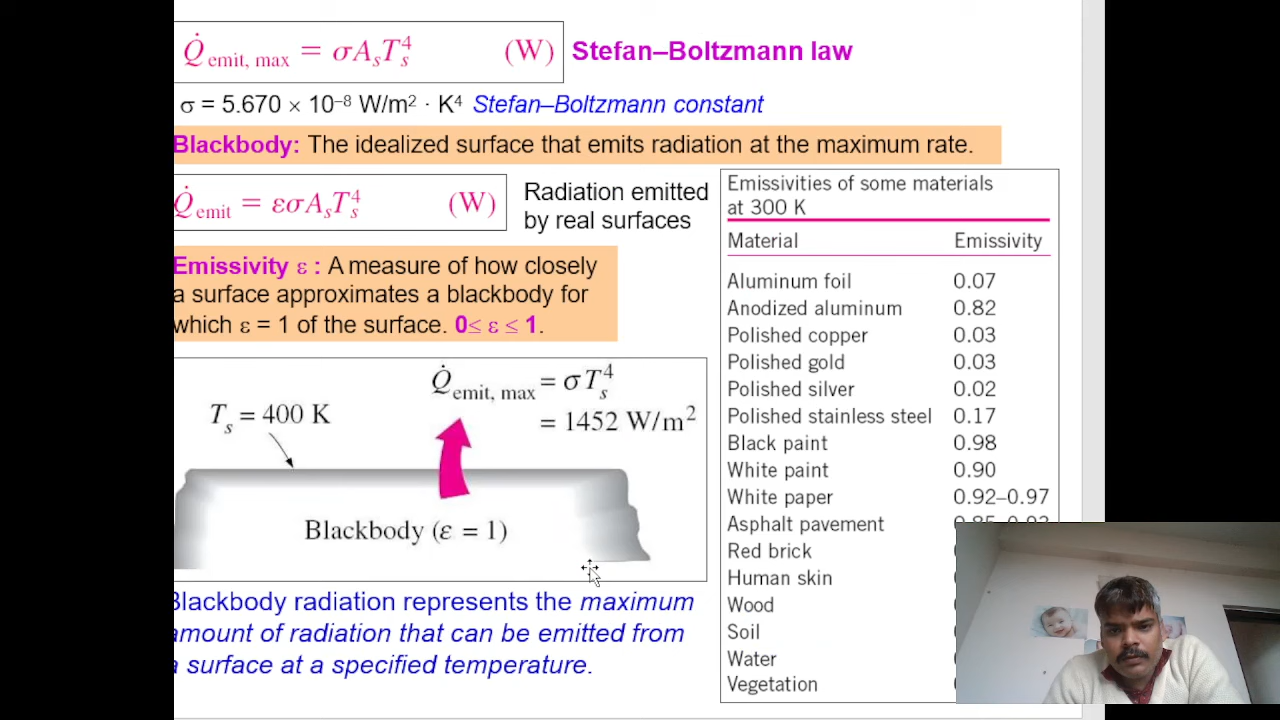 Q̇ emit, max = σAₛTₛ⁴ (W) Stefan–Boltzmann law
σ = 5.670 × 10⁻⁸ W/m² · K⁴ Stefan–Boltzmann constant
Blackbody: The idealized surface that emits radiation at the maximum rate.
Q̇ emit = εσAₛTₛ⁴ (W)
Radiation emitted
by real surfaces
Emissivity ε : A measure of how closely
a surface approximates a blackbody for
which ε = 1 of the surface. 0≤ ε ≤ 1.
Q̇ emit, max = σTₛ⁴
= 1452 W/m²
Tₛ = 400 K
Blackbody (ε = 1)
Blackbody radiation represents the maximum
amount of radiation that can be emitted from
a surface at a specified temperature.
Emissivities of some materials
at 300 K
Material Emissivity
Aluminum foil 0.07
Anodized aluminum 0.82
Polished copper 0.03
Polished gold 0.03
Polished silver 0.02
Polished stainless steel 0.17
Black paint 0.98
White paint 0.90
White paper 0.92–0.97
Asphalt pavement
Red brick
Human skin
Wood
Soil
Water
Vegetation